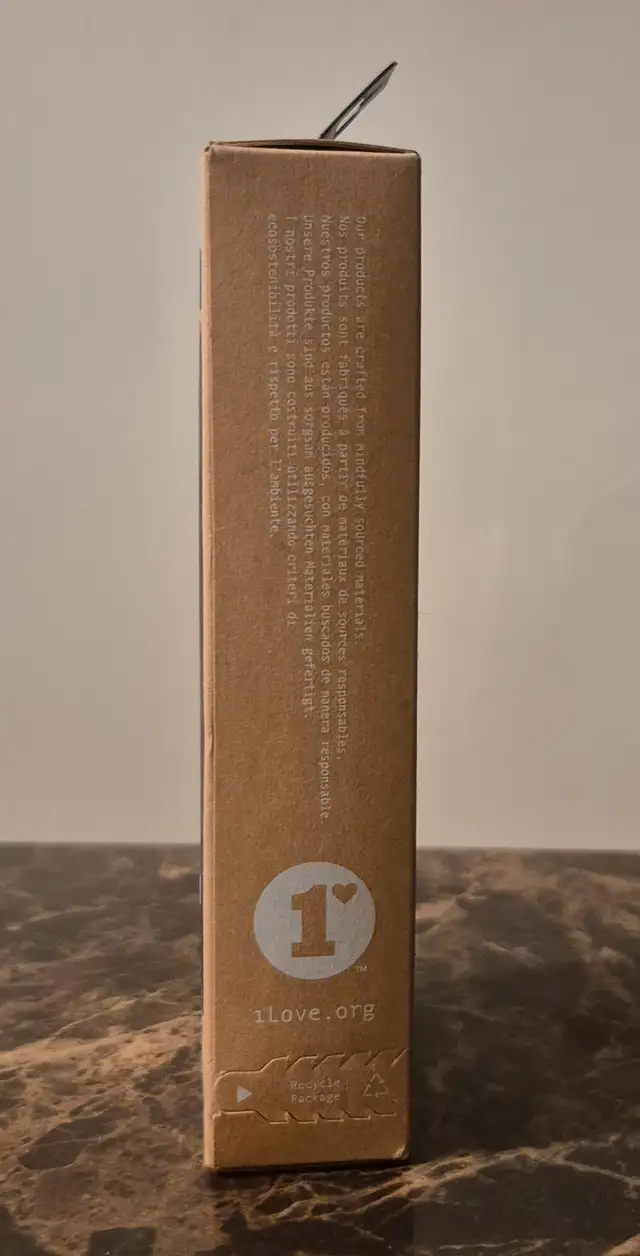 Our products are crafted from mindfully sourced materials.
Nos produits sont fabriqués à partir de matériaux de sources responsables.
Nuestros productos están producidos, con materiales buscados de manera responsable
Unsere Produkte sind aus sorgsam ausgesuchten Materialien gefertigt.
I nostri prodotti sono costruiti utilizzando criteri di
ecosostenibilità e rispetto per l'ambiente.
1
TM
1Love.org
Recycle
Package